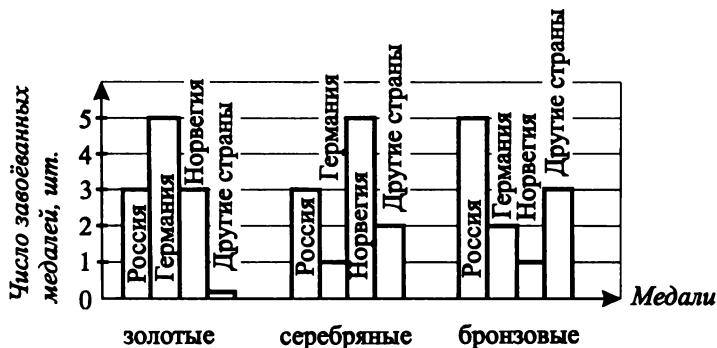 Число завоёванных
медалей, шт.
5
4
3
2
1
0
Россия
Германия
Норвегия
Другие страны
Россия
Германия
Норвегия
Другие страны
Россия
Германия
Норвегия
Другие страны
Медали
золотые
серебряные
бронзовые